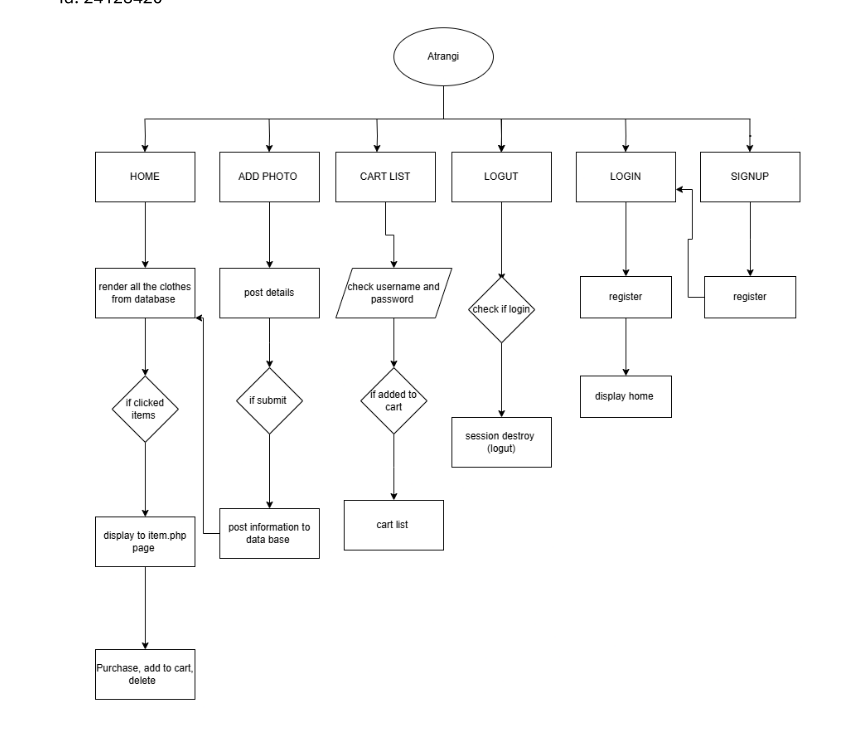 Atrangi
HOME
ADD PHOTO
CART LIST
LOGUT
LOGIN
SIGNUP
render all the clothes
from database
post details
check username and
password
check if login
register
register
if clicked
items
if submit
if added to
cart
display home
session destroy
(logut)
display to item.php
page
post information to
data base
cart list
Purchase, add to cart,
delete